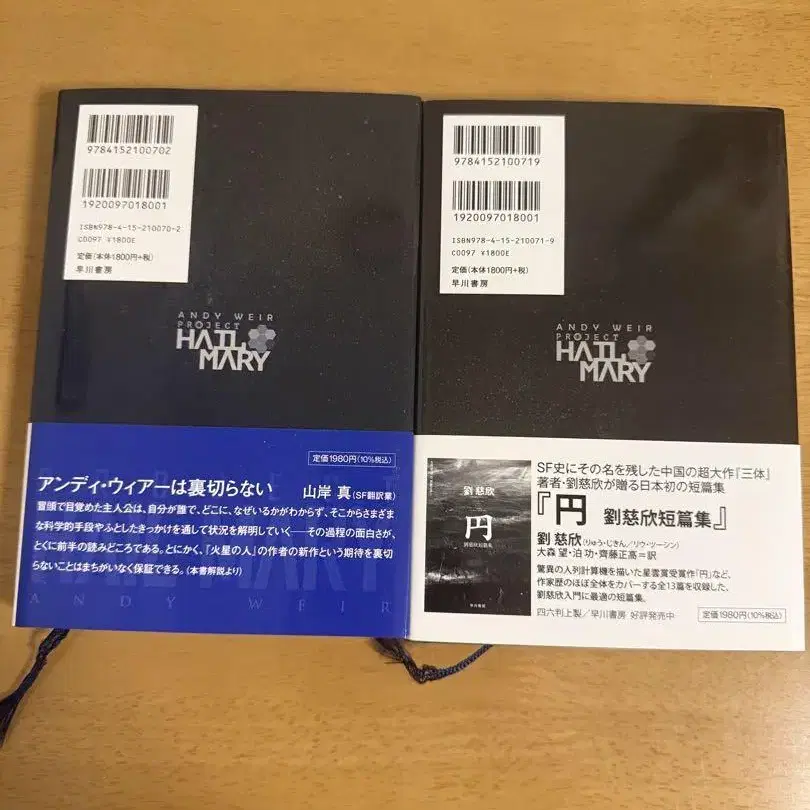 9784152100702
1920097018001
ISBN978-4-15-210070-2
C0097 ¥1800E
定価(本体1800円+税)
早川書房
ANDY WEIR
PROJECT
HAIL
MARY
定価1980円(10%税込)
アンディ・ウィアーは裏切らない 山岸 真(SF翻訳業)
冒頭で目覚めた主人公は、自分が誰で、どこに、なぜいるかがわからず、そこからさまざま
な科学的手段やふとしたきっかけを通して状況を解明していく——その過程の面白さが、
とくに前半の読みどころである。とにかく、『火星の人』の作者の新作という期待を裏切
らないことはまちがいなく保証できる。(本書解説より)
ANDY WEIR
9784152100719
1920097018001
ISBN978-4-15-210071-9
C0097 ¥1800E
定価(本体1800円+税)
早川書房
ANDY WEIR
PROJECT
HAIL
MARY
劉慈欣
円
劉慈欣短篇集
早川書房
SF史にその名を残した中国の超大作『三体』
著者・劉慈欣が贈る日本初の短篇集
『円 劉慈欣短篇集』
劉 慈欣(りゅう・じきん/リウ・ツーシン)
大森 望・泊 功・齊藤正高=訳
驚異の人列計算機を描いた星雲賞受賞作「円」など、
作家歴のほぼ全体をカバーする全13篇を収録した、
劉慈欣入門に最適の短篇集。
四六判上製/早川書房 好評発売中
定価1980円(10%税込)